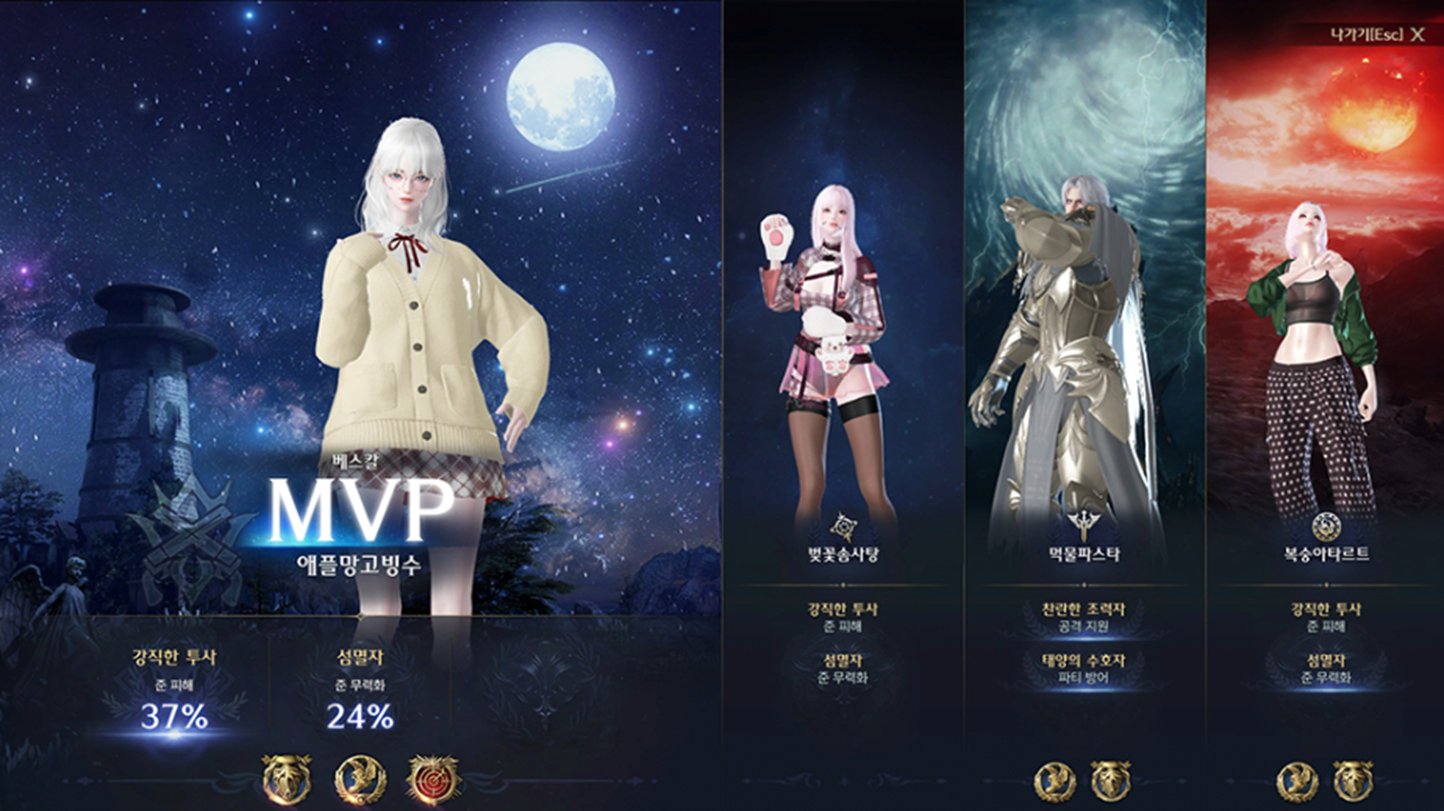 나가기[Esc] X
베스칼
MVP
애플망고빙수
강직한 투사
준 피해
37%
섬멸자
준 무력화
24%
벚꽃솜사탕
강직한 투사
준 피해
섬멸자
준 무력화
먹물파스타
찬란한 조력자
공격 지원
태양의 수호자
파티 방어
복숭아타르트
강직한 투사
준 피해
섬멸자
준 무력화